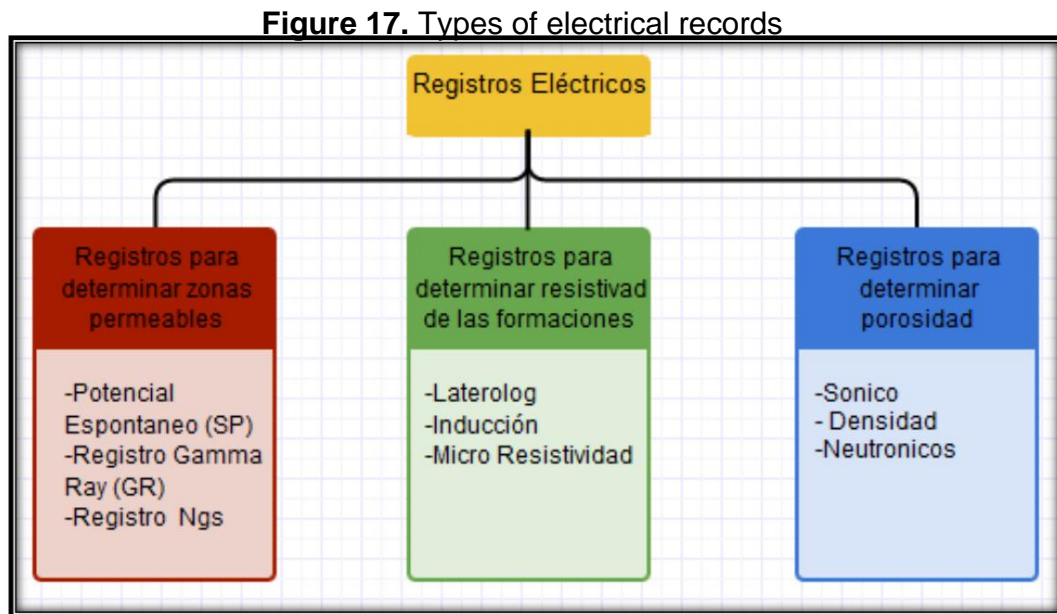 Figure 17. Types of electrical records
Registros Eléctricos
Registros para
determinar zonas
permeables
-Potencial
Espontaneo (SP)
-Registro Gamma
Ray (GR)
-Registro Ngs
Registros para
determinar resistivad
de las formaciones
-Laterolog
-Inducción
-Micro Resistividad
Registros para
determinar
porosidad
-Sonico
- Densidad
-Neutronicos